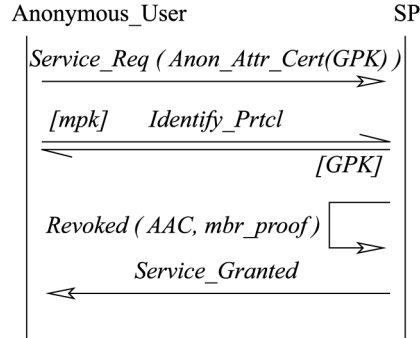 Anonymous_User SP
Service_Req ( Anon_Attr_Cert(GPK) )
[mpk] Identify_Prtcl
[GPK]
Revoked ( AAC, mbr_proof )
Service_Granted